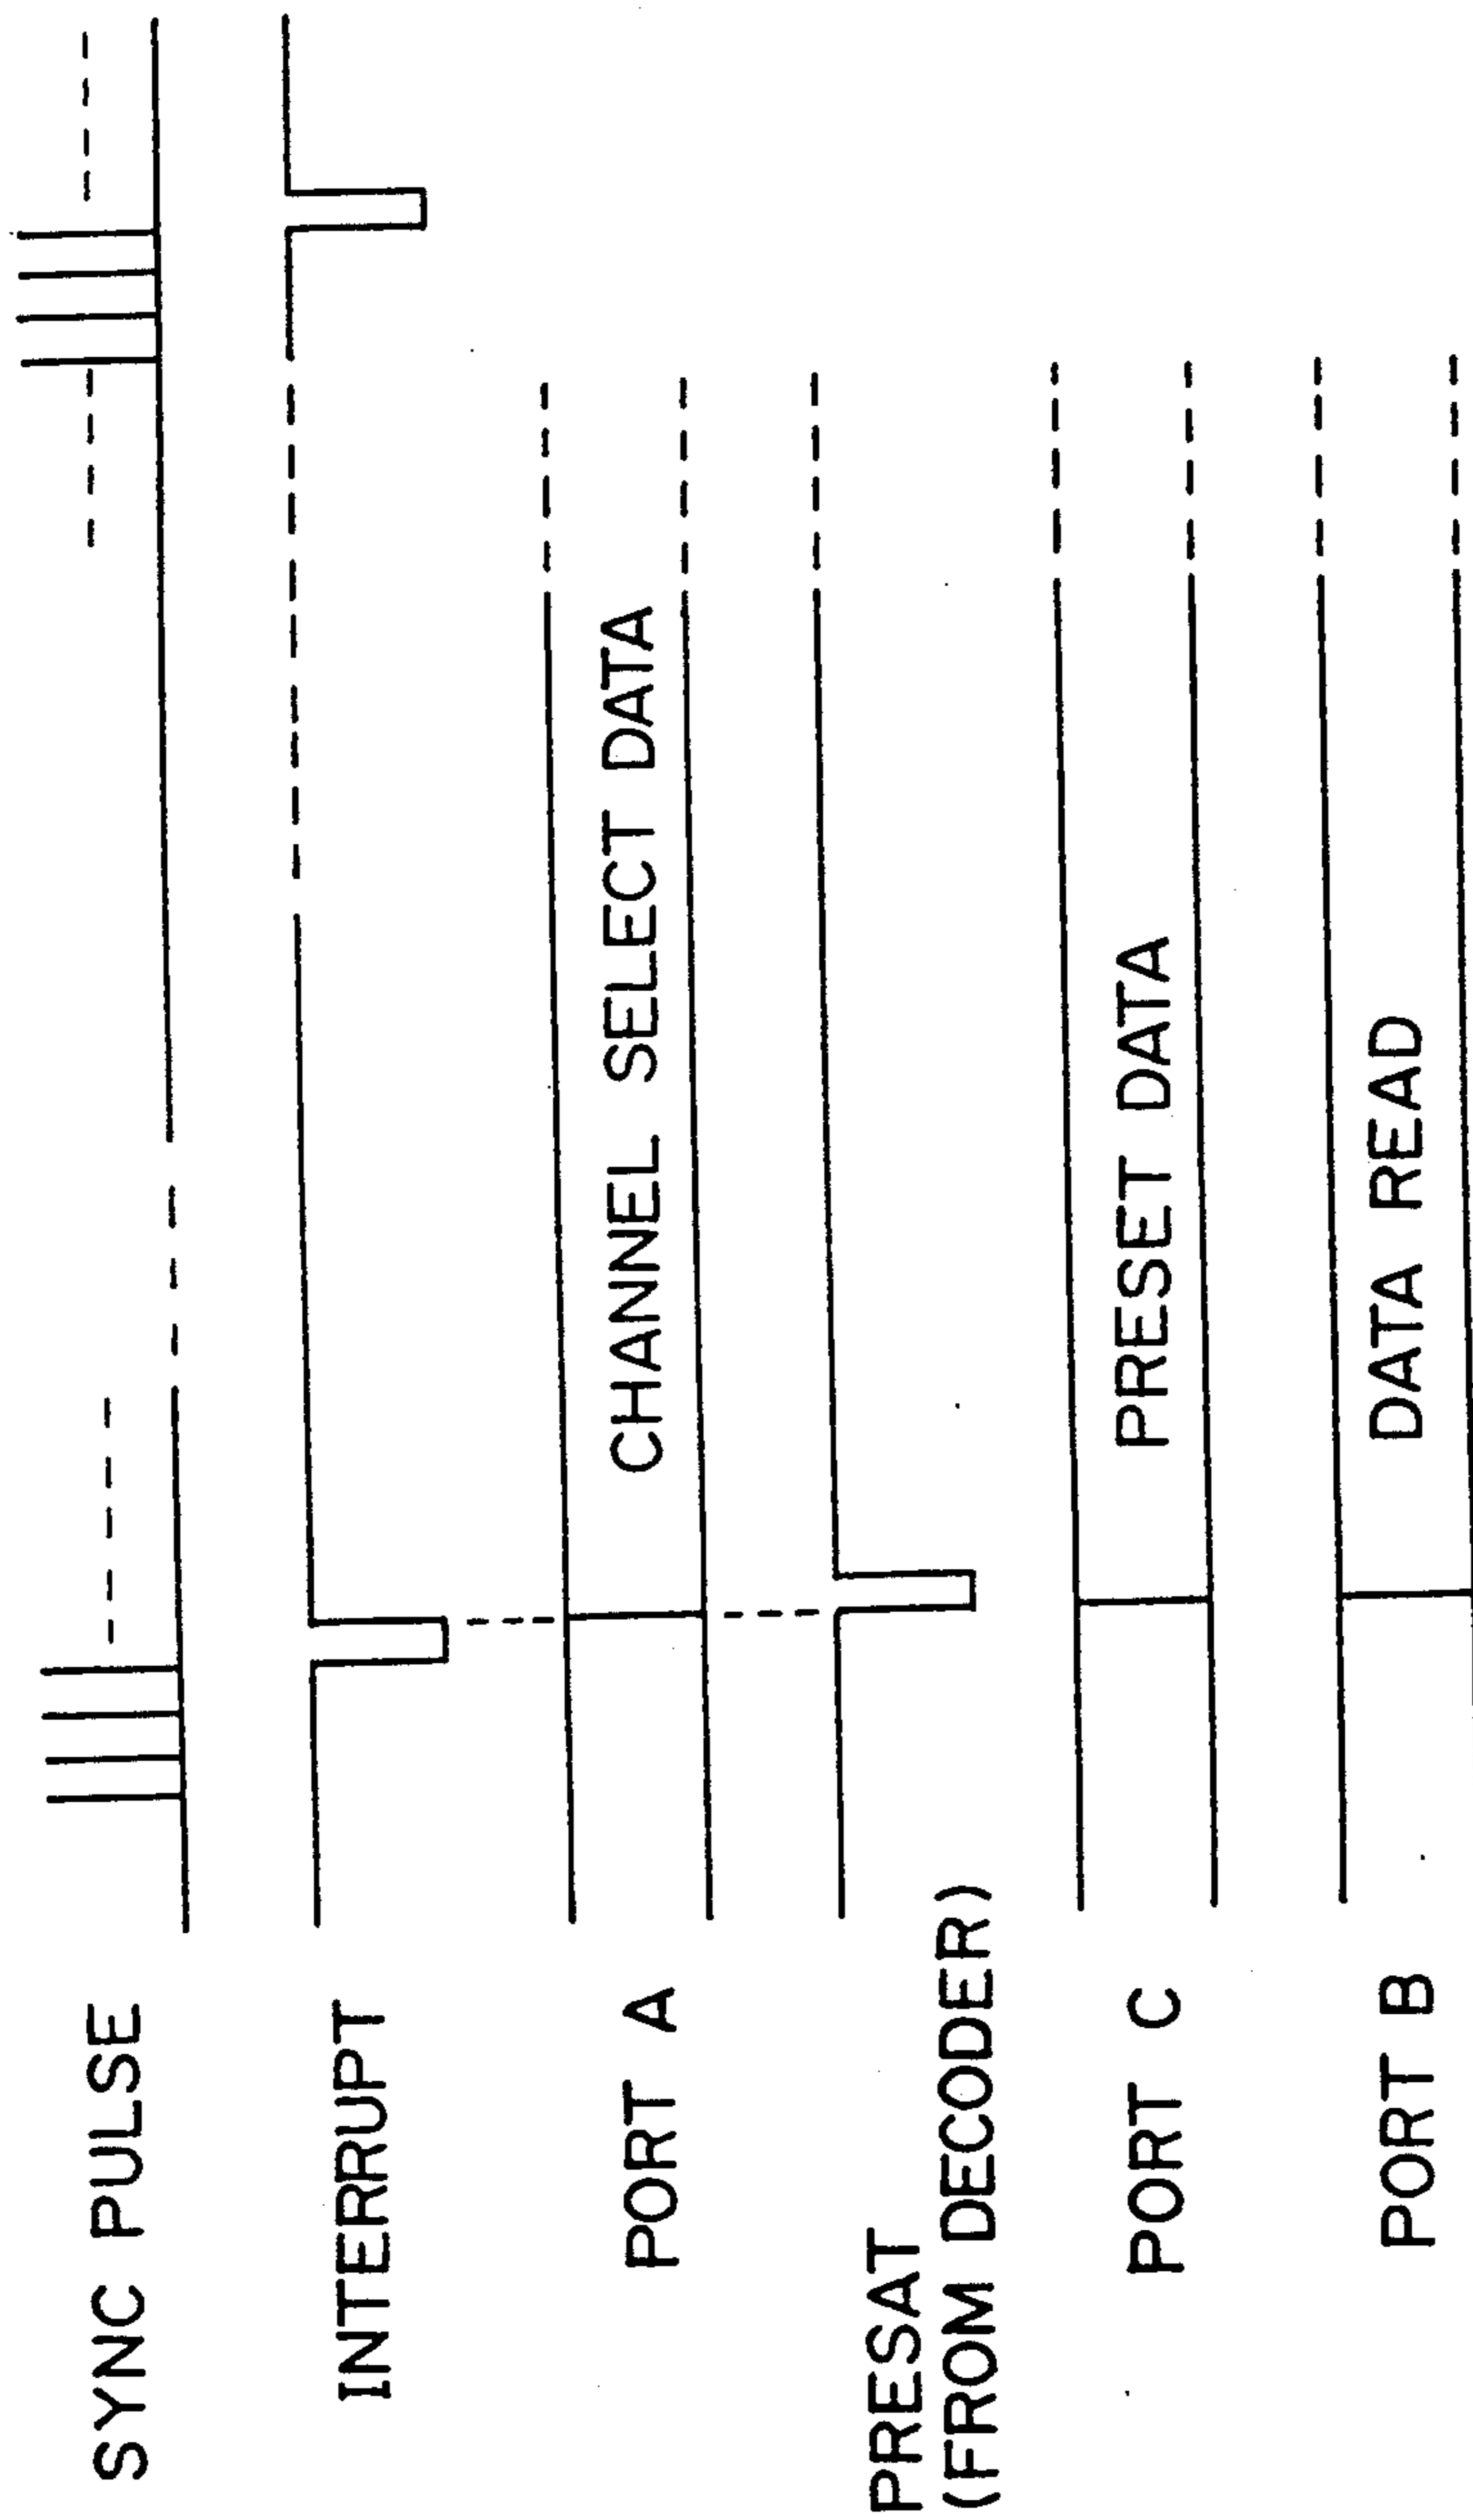 SYNC PULSE
INTERRUPT
PORT A
CHANNEL SELECT DATA
PRESAT
(FROM DECODER)
PORT C
PRESET DATA
PORT B
DATA READ